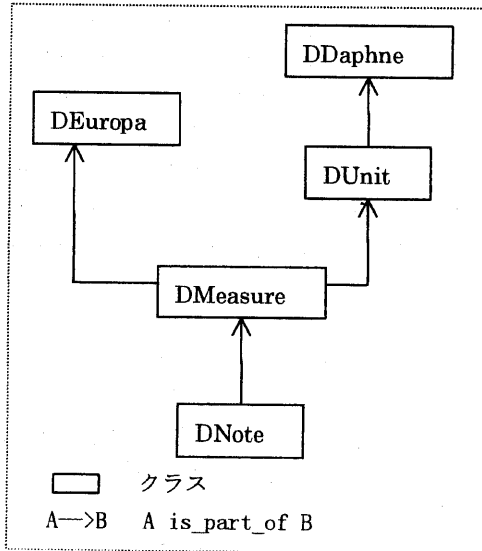 DDaphne
DEuropa
DUnit
DMeasure
DNote
クラス
A—>B A is_part_of B